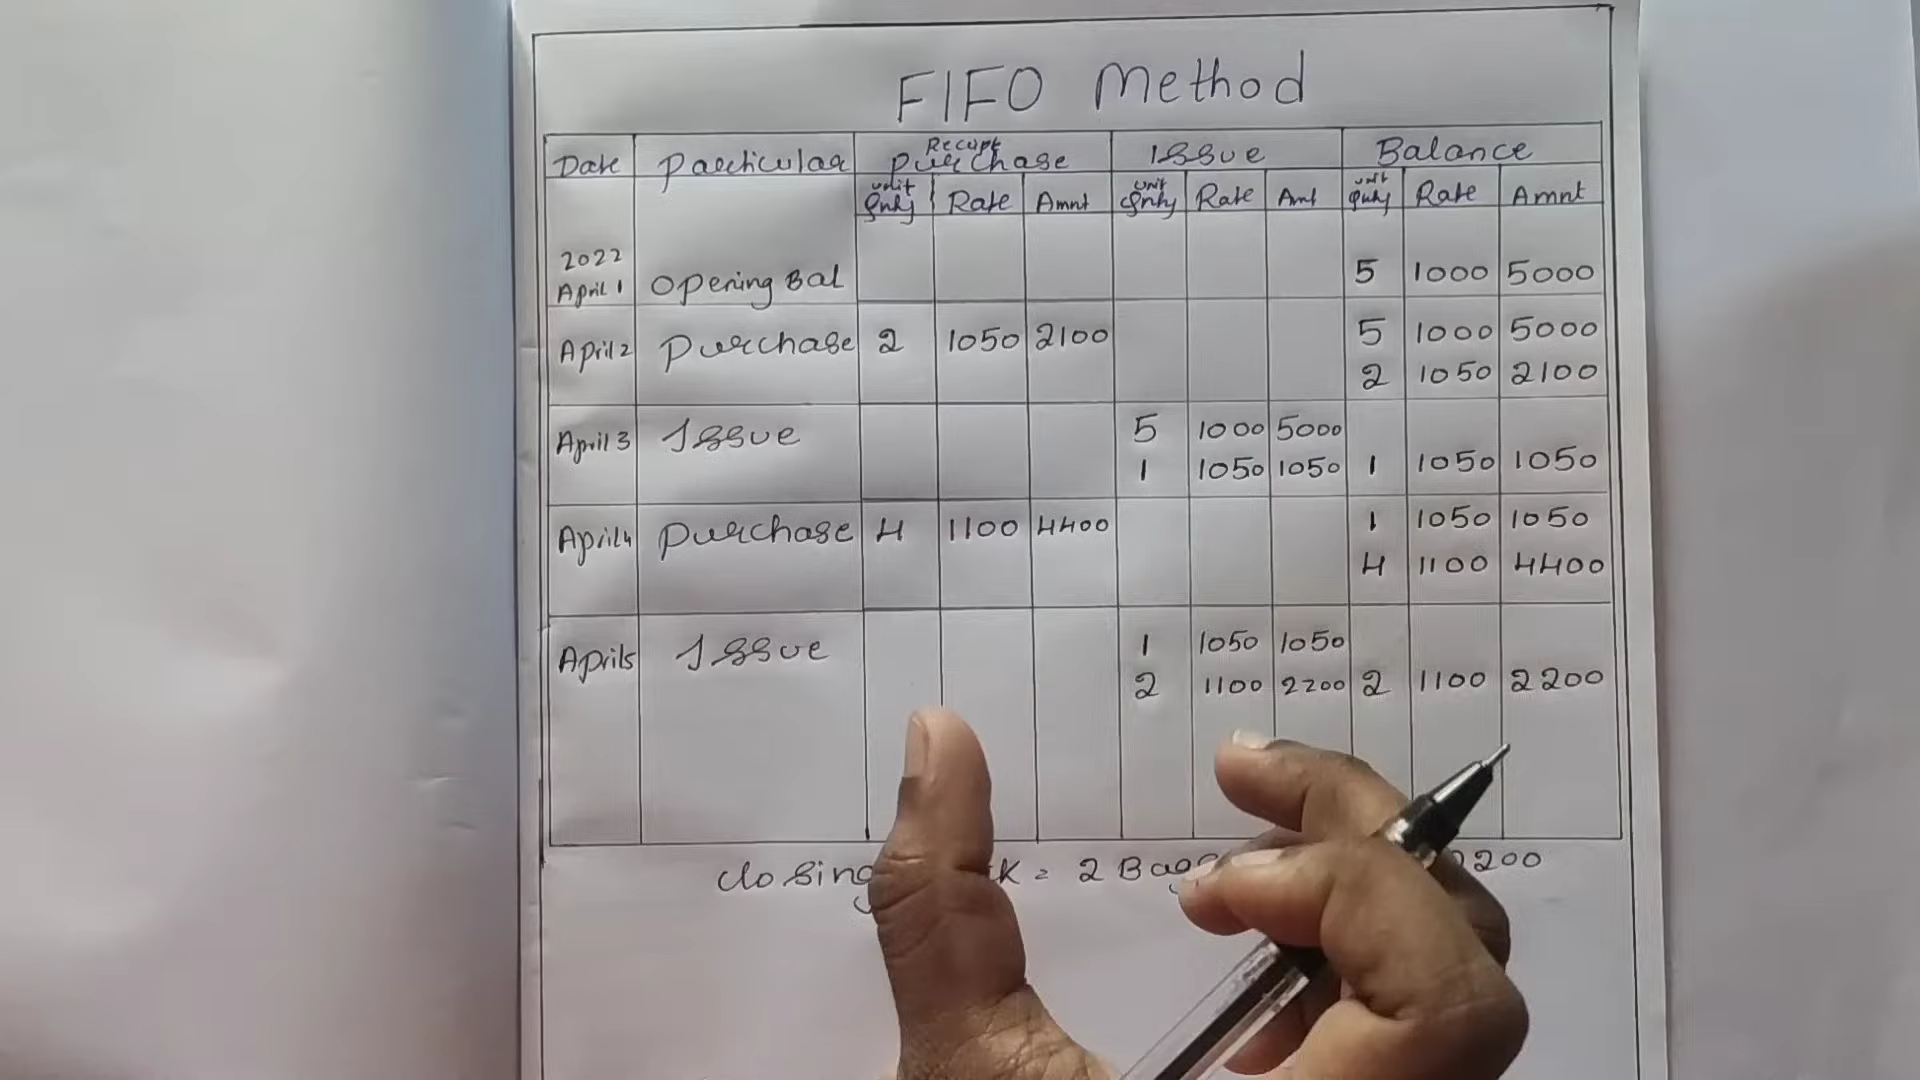 FIFO Method
Date Particular Recipt Purchase Issue Balance
unit Qnty Rate Amnt unit Qnty Rate Amt unit Qnty Rate Amnt
2022
April 1 Opening Bal 5 1000 5000
April 2 Purchase 2 1050 2100 5 1000 5000
2 1050 2100
April 3 Issue 5 1000 5000
1 1050 1050 1 1050 1050
April 4 Purchase 4 1100 4400 1 1050 1050
4 1100 4400
April 5 Issue 1 1050 1050
2 1100 2200 2 1100 2200
closing = 2 200